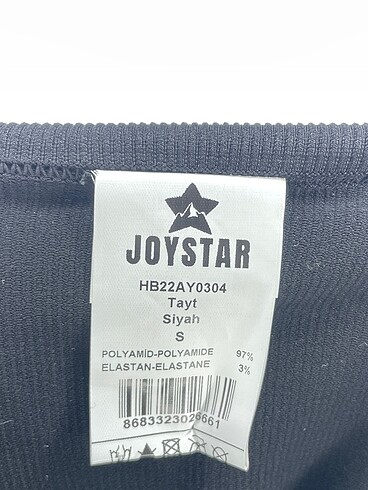 JOYSTAR
HB22AY0304
Tayt
Siyah
S
POLYAMİD-POLYAMIDE 97%
ELASTAN-ELASTANE 3%
8683323026661